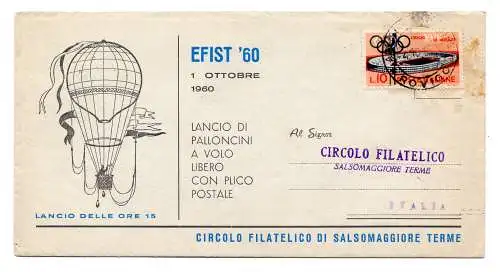 EFIST '60
1 OTTOBRE
1960
LANCIO DI
PALLONCINI
A VOLO
LIBERO
CON PLICO
POSTALE
L.10
Al Signor
CIRCOLO FILATELICO
SALSOMAGGIORE TERME
ITALIA
LANCIO DELLE ORE 15
CIRCOLO FILATELICO DI SALSOMAGGIORE TERME